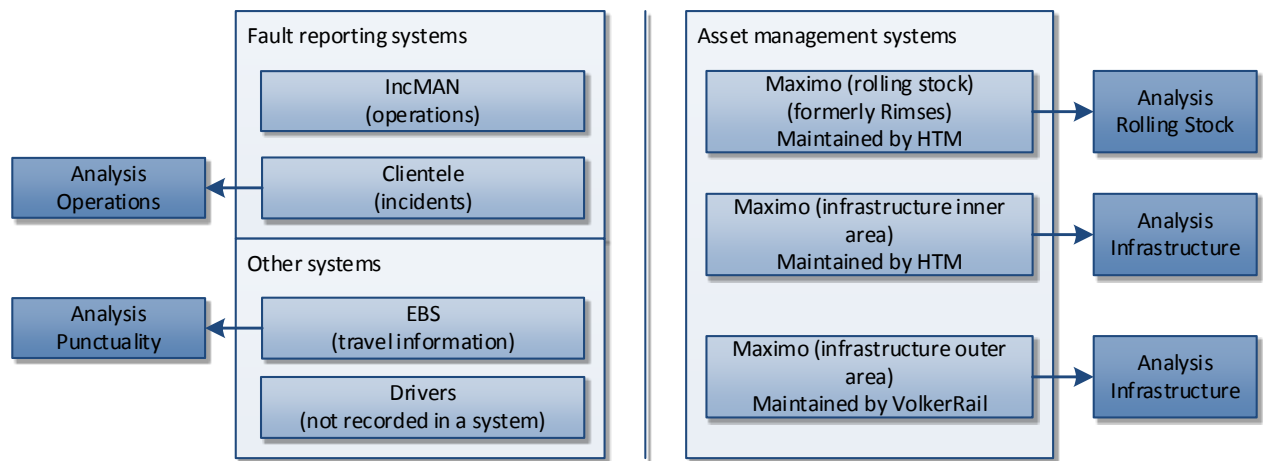 Fault reporting systems
IncMAN
(operations)
Clientele
(incidents)
Analysis
Operations
Other systems
EBS
(travel information)
Analysis
Punctuality
Drivers
(not recorded in a system)
Asset management systems
Maximo (rolling stock)
(formerly Rimses)
Maintained by HTM
Analysis
Rolling Stock
Maximo (infrastructure inner
area)
Maintained by HTM
Analysis
Infrastructure
Maximo (infrastructure outer
area)
Maintained by VolkerRail
Analysis
Infrastructure